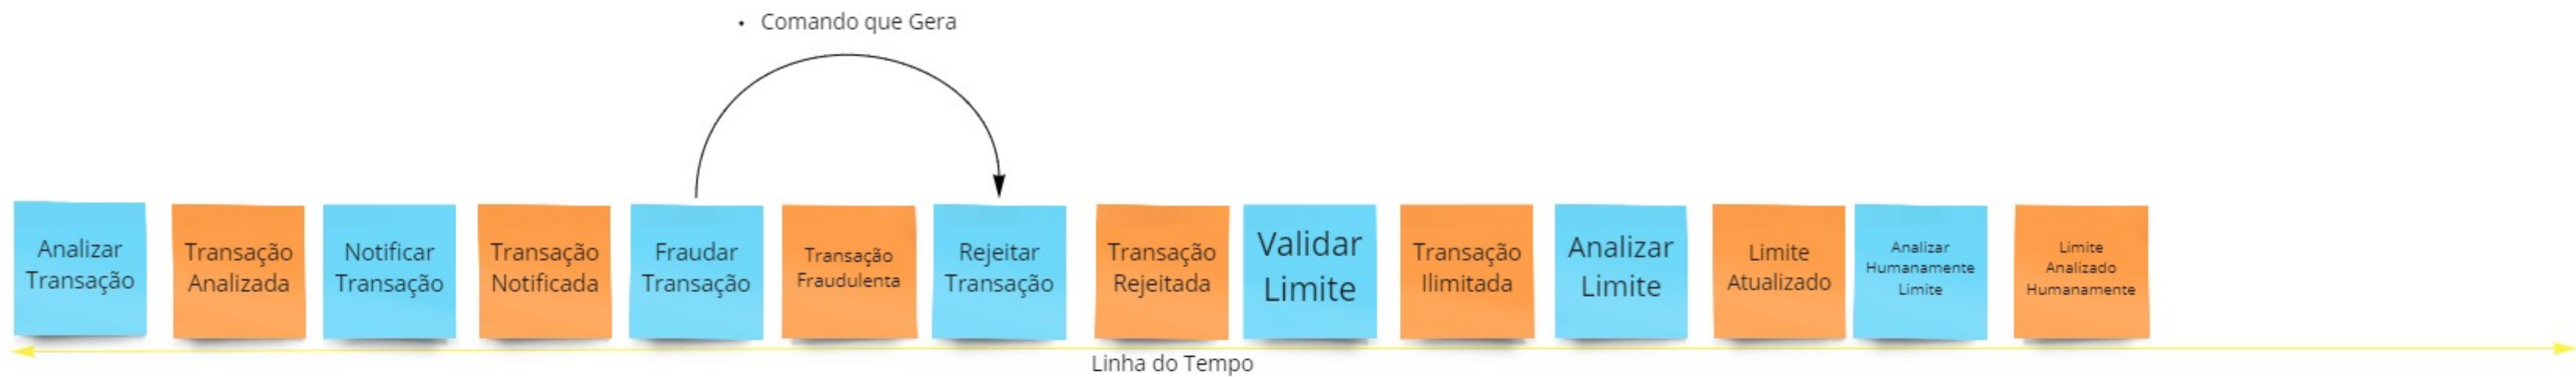 • Comando que Gera
Analizar
Transação
Transação
Analizada
Notificar
Transação
Transação
Notificada
Fraudar
Transação
Transação
Fraudulenta
Rejeitar
Transação
Transação
Rejeitada
Validar
Limite
Transação
Ilimitada
Analizar
Limite
Limite
Atualizado
Analizar
Humanamente
Limite
Limite
Analizado
Humanamente
Linha do Tempo